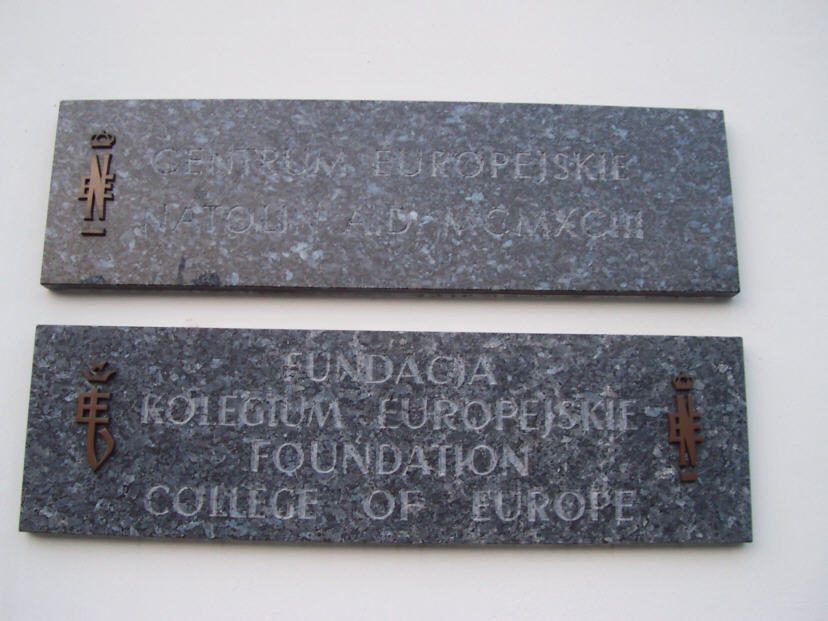 CENTRUM EUROPEJSKIE
NATOLIN A.D. MCMXCIII
FUNDACJA
KOLEGIUM EUROPEJSKIE
FOUNDATION
COLLEGE OF EUROPE